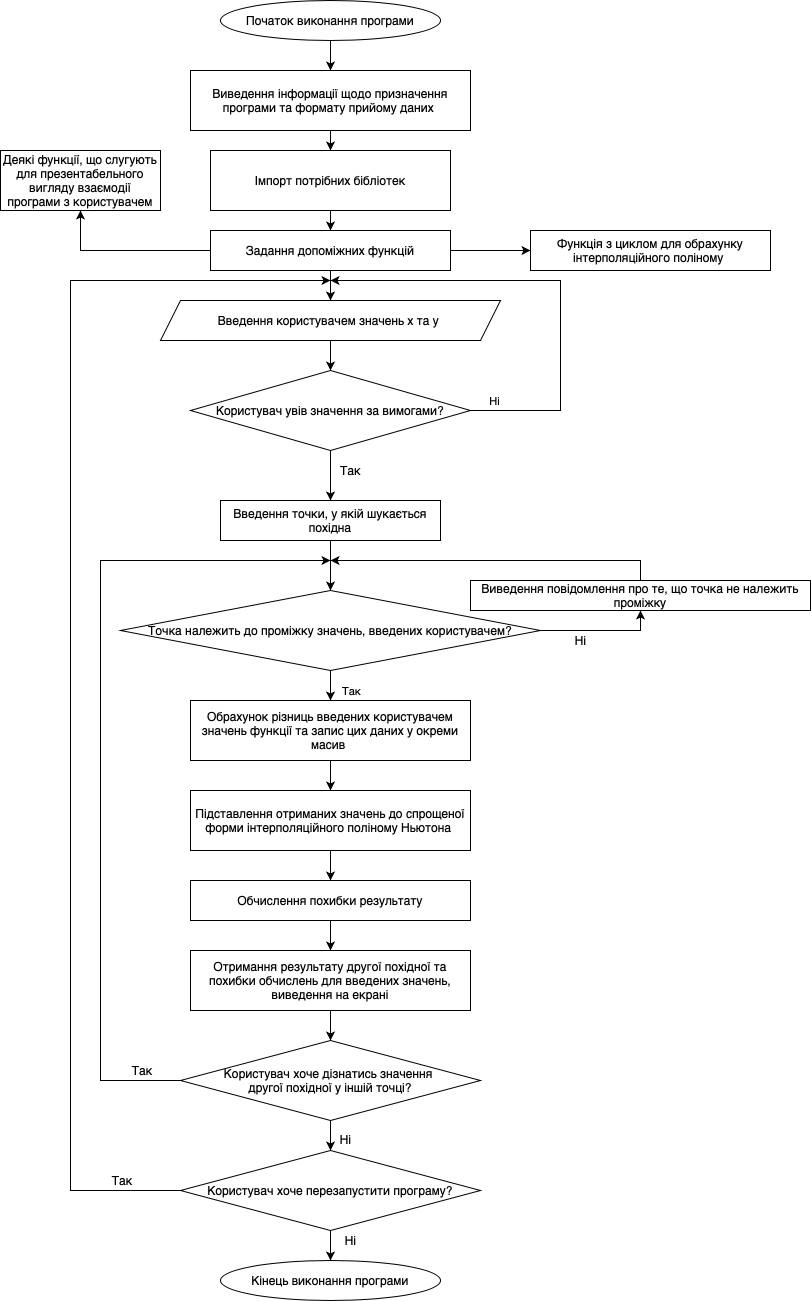 Початок виконання програми
Виведення інформації щодо призначення
програми та формату прийому даних
Деякі функції, що слугують
для презентабельного
вигляду взаємодії
програми з користувачем
Імпорт потрібних бібліотек
Задання допоміжних функцій
Функція з циклом для обрахунку
інтерполяційного поліному
Введення користувачем значень х та у
Користувач увів значення за вимогами?
Ні
Так
Введення точки, у якій шукається
похідна
Виведення повідомлення про те, що точка не належить
проміжку
Точка належить до проміжку значень, введених користувачем?
Ні
Так
Обрахунок різниць введених користувачем
значень функції та запис цих даних у окреми
масив
Підставлення отриманих значень до спрощеної
форми інтерполяційного поліному Ньютона
Обчислення похибки результату
Отримання результату другої похідної та
похибки обчислень для введених значень,
виведення на екрані
Так
Користувач хоче дізнатись значення
другої похідної у іншій точці?
Ні
Так
Користувач хоче перезапустити програму?
Ні
Кінець виконання програми